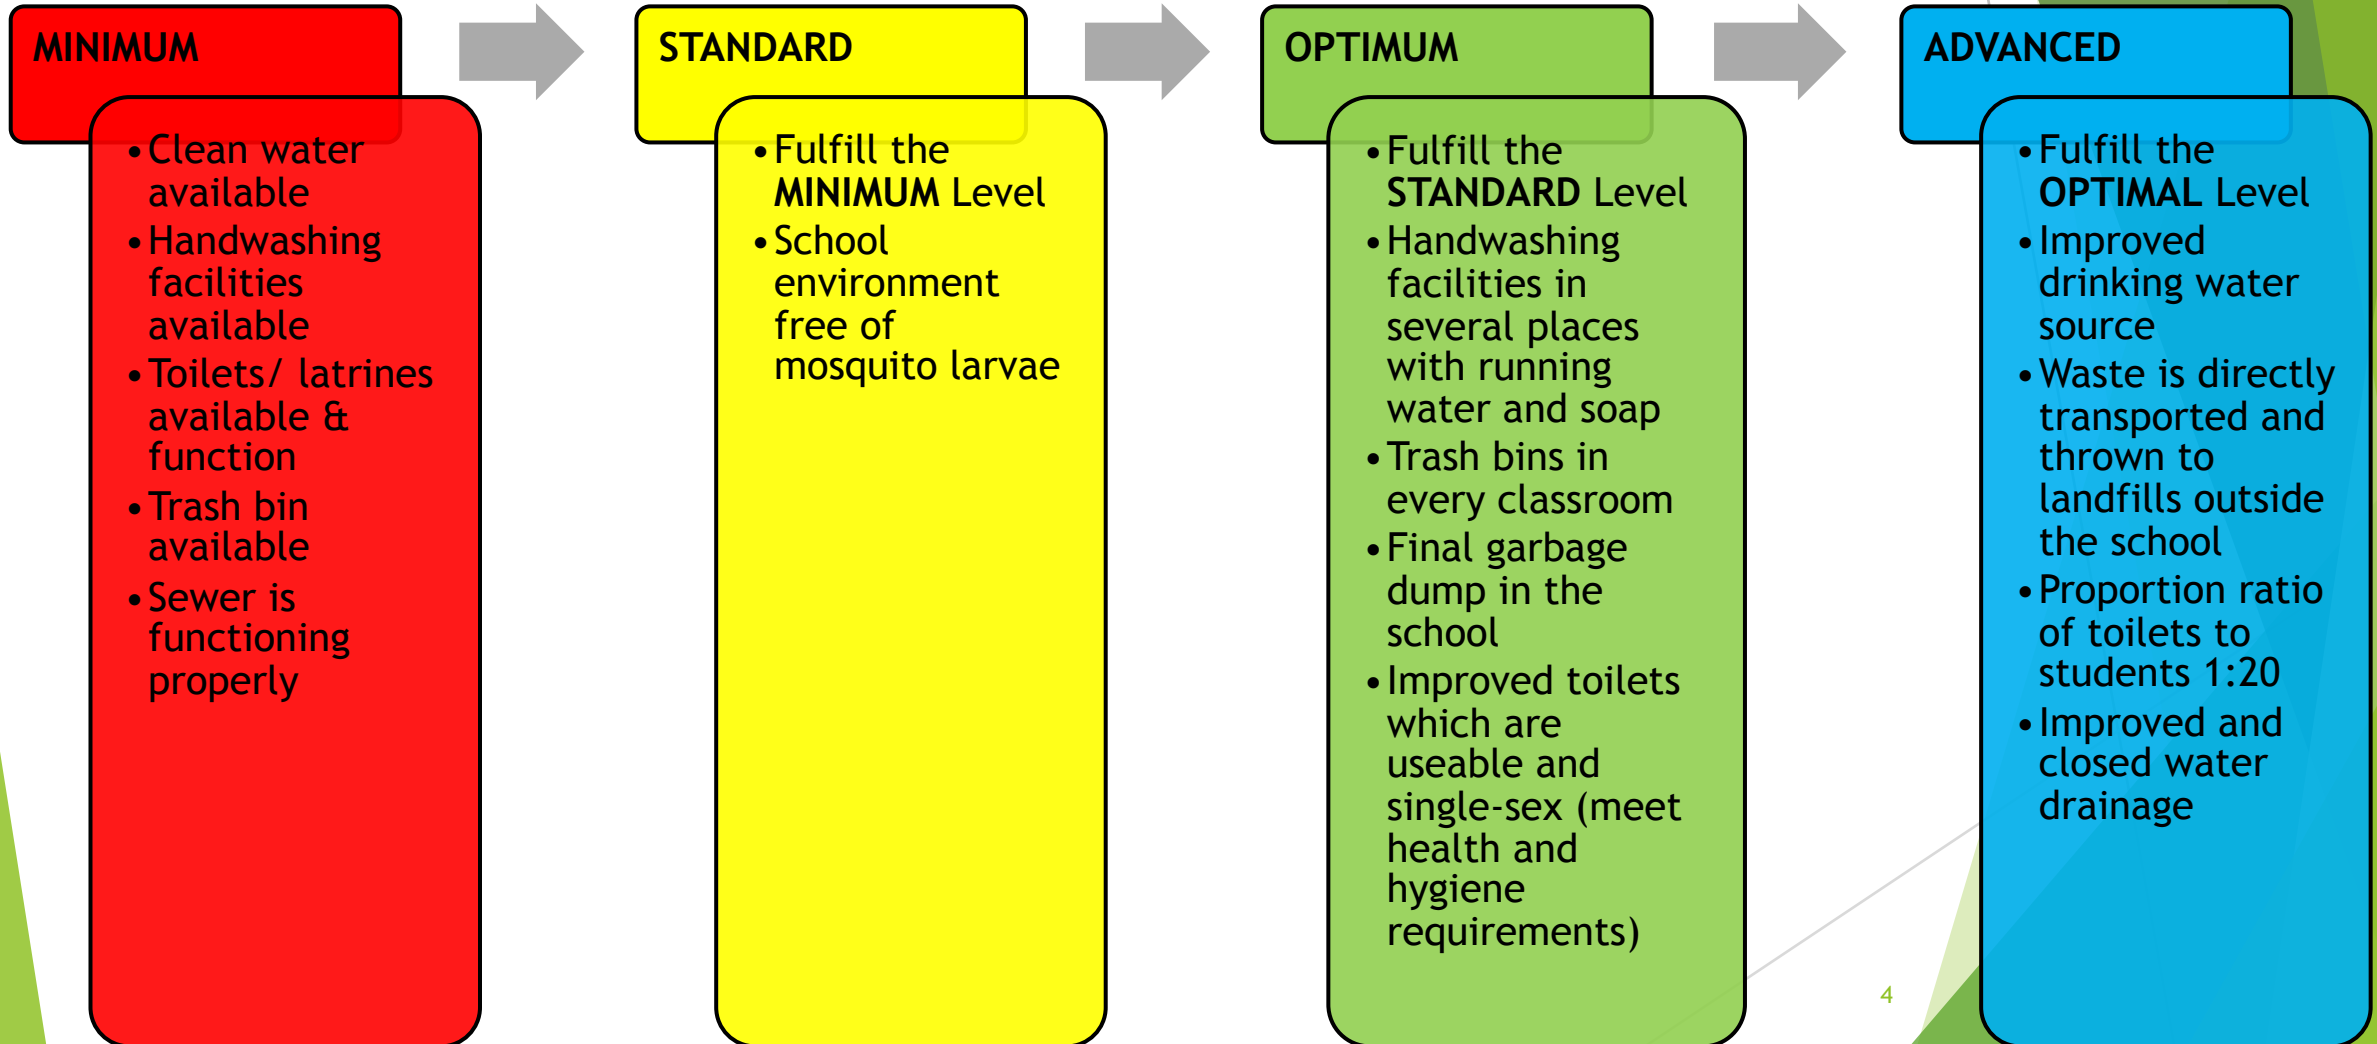 MINIMUM
• Clean water
available
• Handwashing
facilities
available
• Toilets/ latrines
available &
function
• Trash bin
available
• Sewer is
functioning
properly
STANDARD
• Fulfill the
MINIMUM Level
• School
environment
free of
mosquito larvae
OPTIMUM
• Fulfill the
STANDARD Level
• Handwashing
facilities in
several places
with running
water and soap
• Trash bins in
every classroom
• Final garbage
dump in the
school
• Improved toilets
which are
useable and
single-sex (meet
health and
hygiene
requirements)
ADVANCED
• Fulfill the
OPTIMAL Level
• Improved
drinking water
source
• Waste is directly
transported and
thrown to
landfills outside
the school
• Proportion ratio
of toilets to
students 1:20
• Improved and
closed water
drainage
4